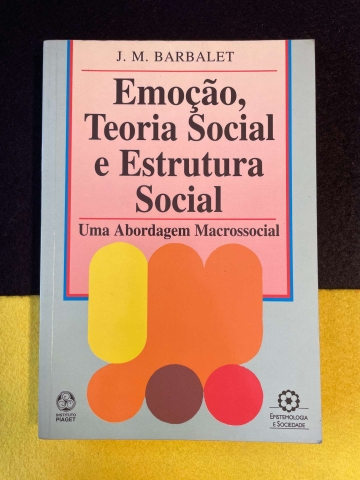 J. M. BARBALET
Emoção,
Teoria Social
e Estrutura
Social
Uma Abordagem Macrossocial
INSTITUTO
PIAGET
EPISTEMOLOGIA
E SOCIEDADE